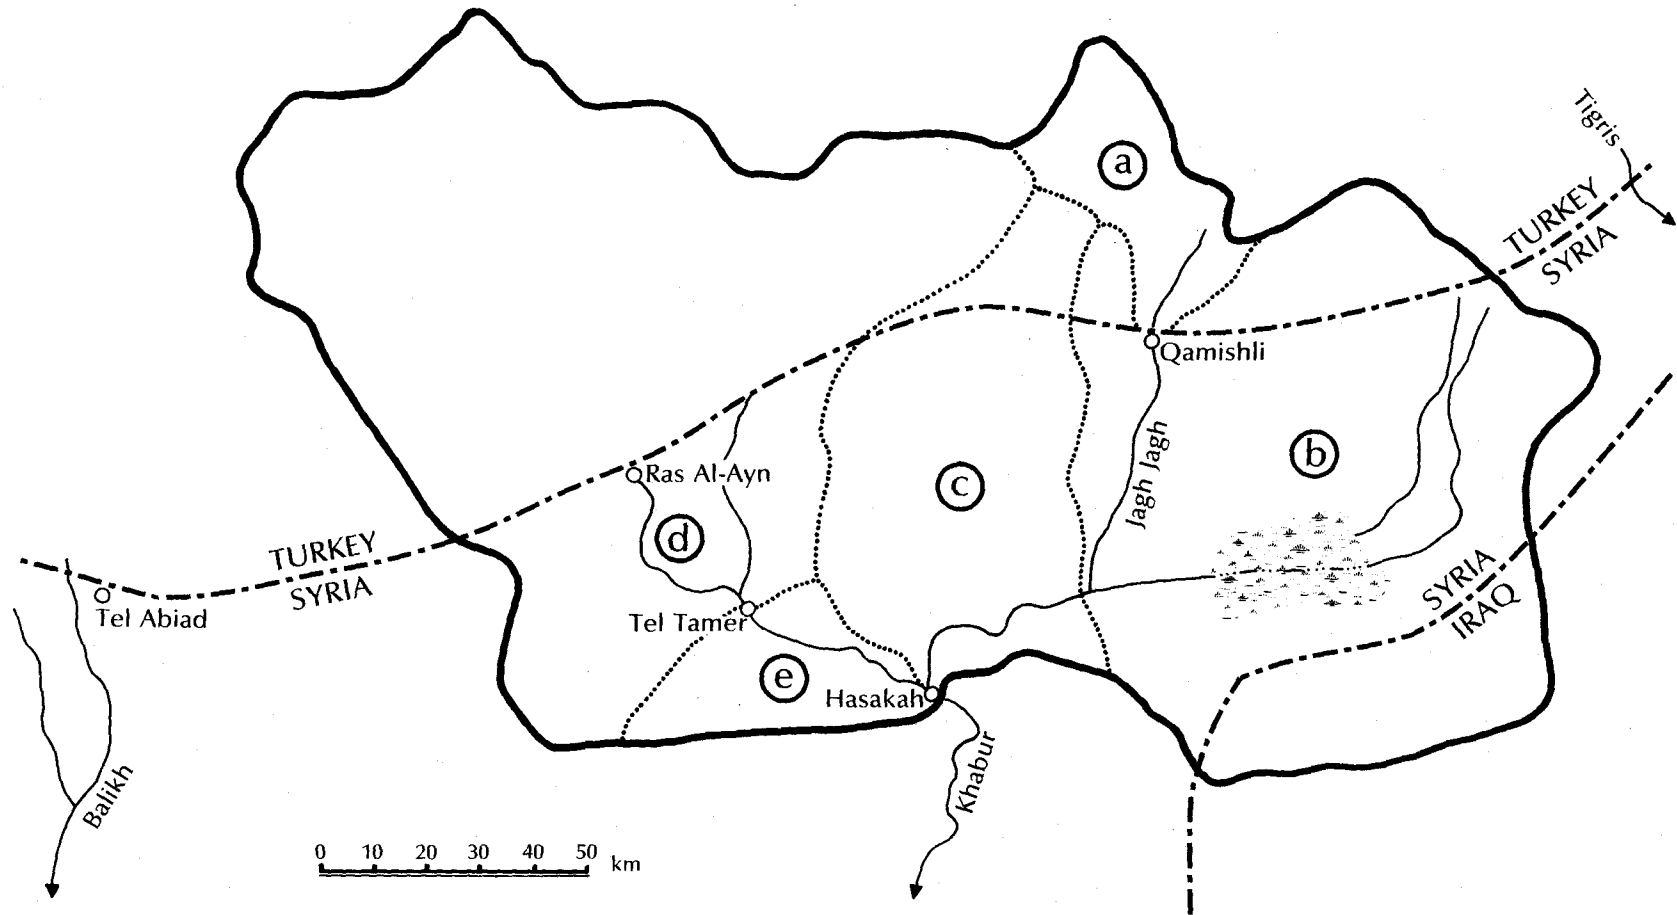 a
Tigris
TURKEY
SYRIA
Qamishli
b
Jagh Jagh
c
Ras Al-Ayn
d
TURKEY
SYRIA
Tel Abiad
Tel Tamer
SYRIA
IRAQ
e
Hasakah
Khabur
Balikh
0 10 20 30 40 50 km